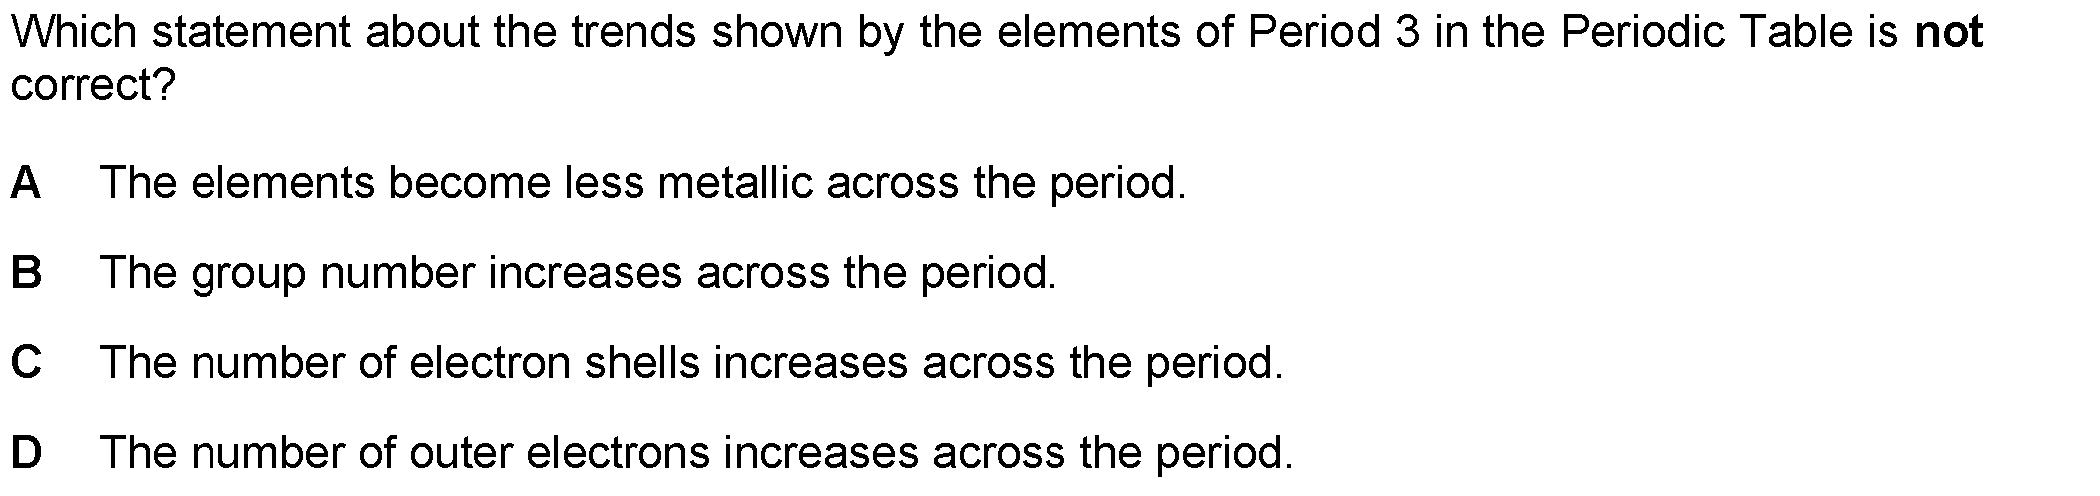 Which statement about the trends shown by the elements of Period 3 in the Periodic Table is not
correct?
A The elements become less metallic across the period.
B The group number increases across the period.
C The number of electron shells increases across the period.
D The number of outer electrons increases across the period.